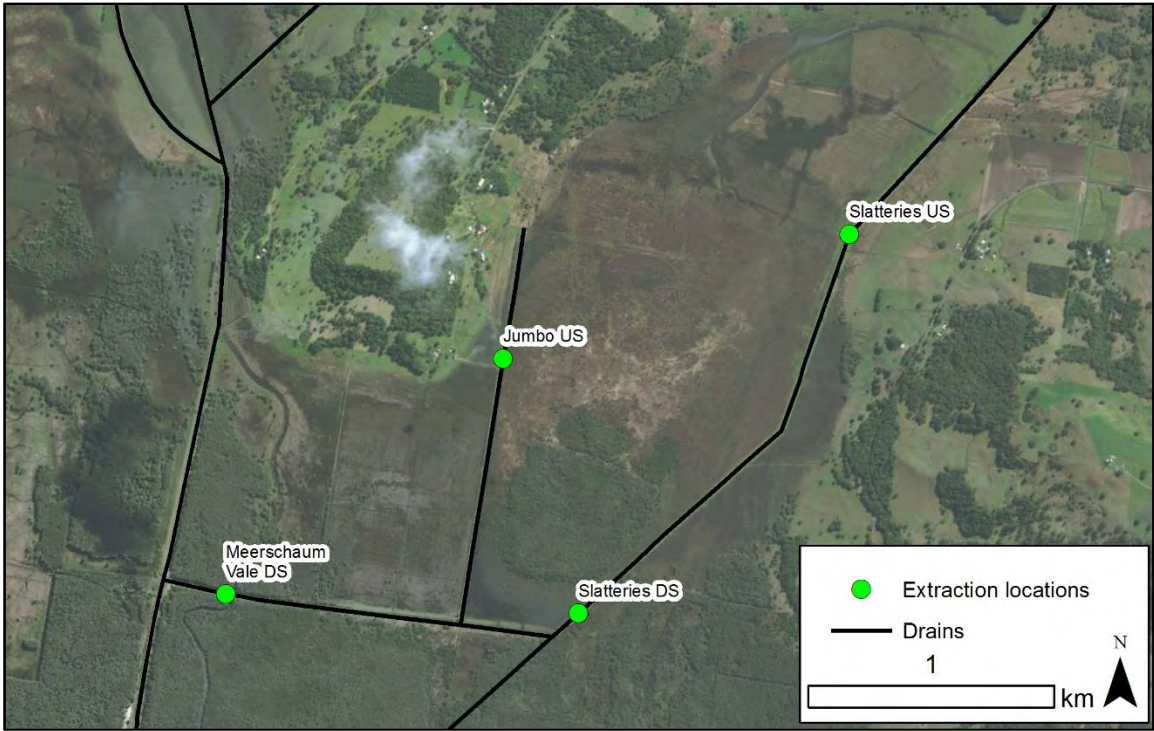 Slatteries US
Jumbo US
Meerschaum
Vale DS
Slatteries DS
Extraction locations
Drains
N
1
km